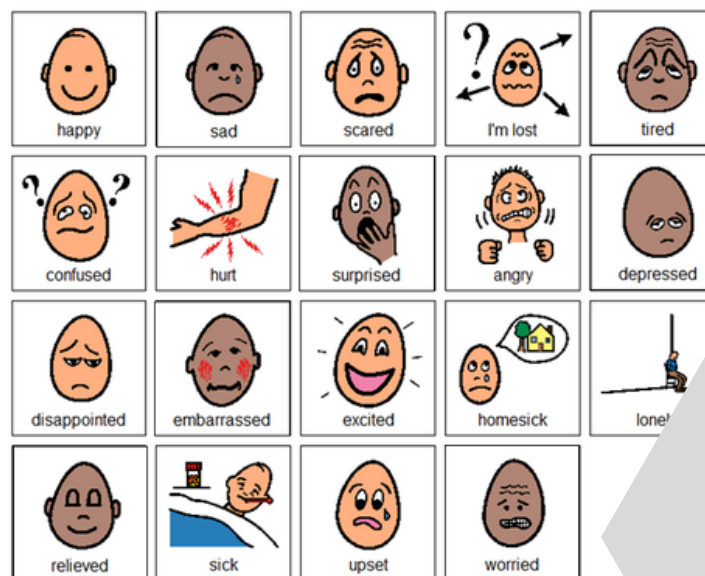 happy
sad
scared
? I'm lost
tired
? ?
confused
hurt
surprised
angry
depressed
disappointed
embarrassed
excited
homesick
relieved
sick
upset
worried